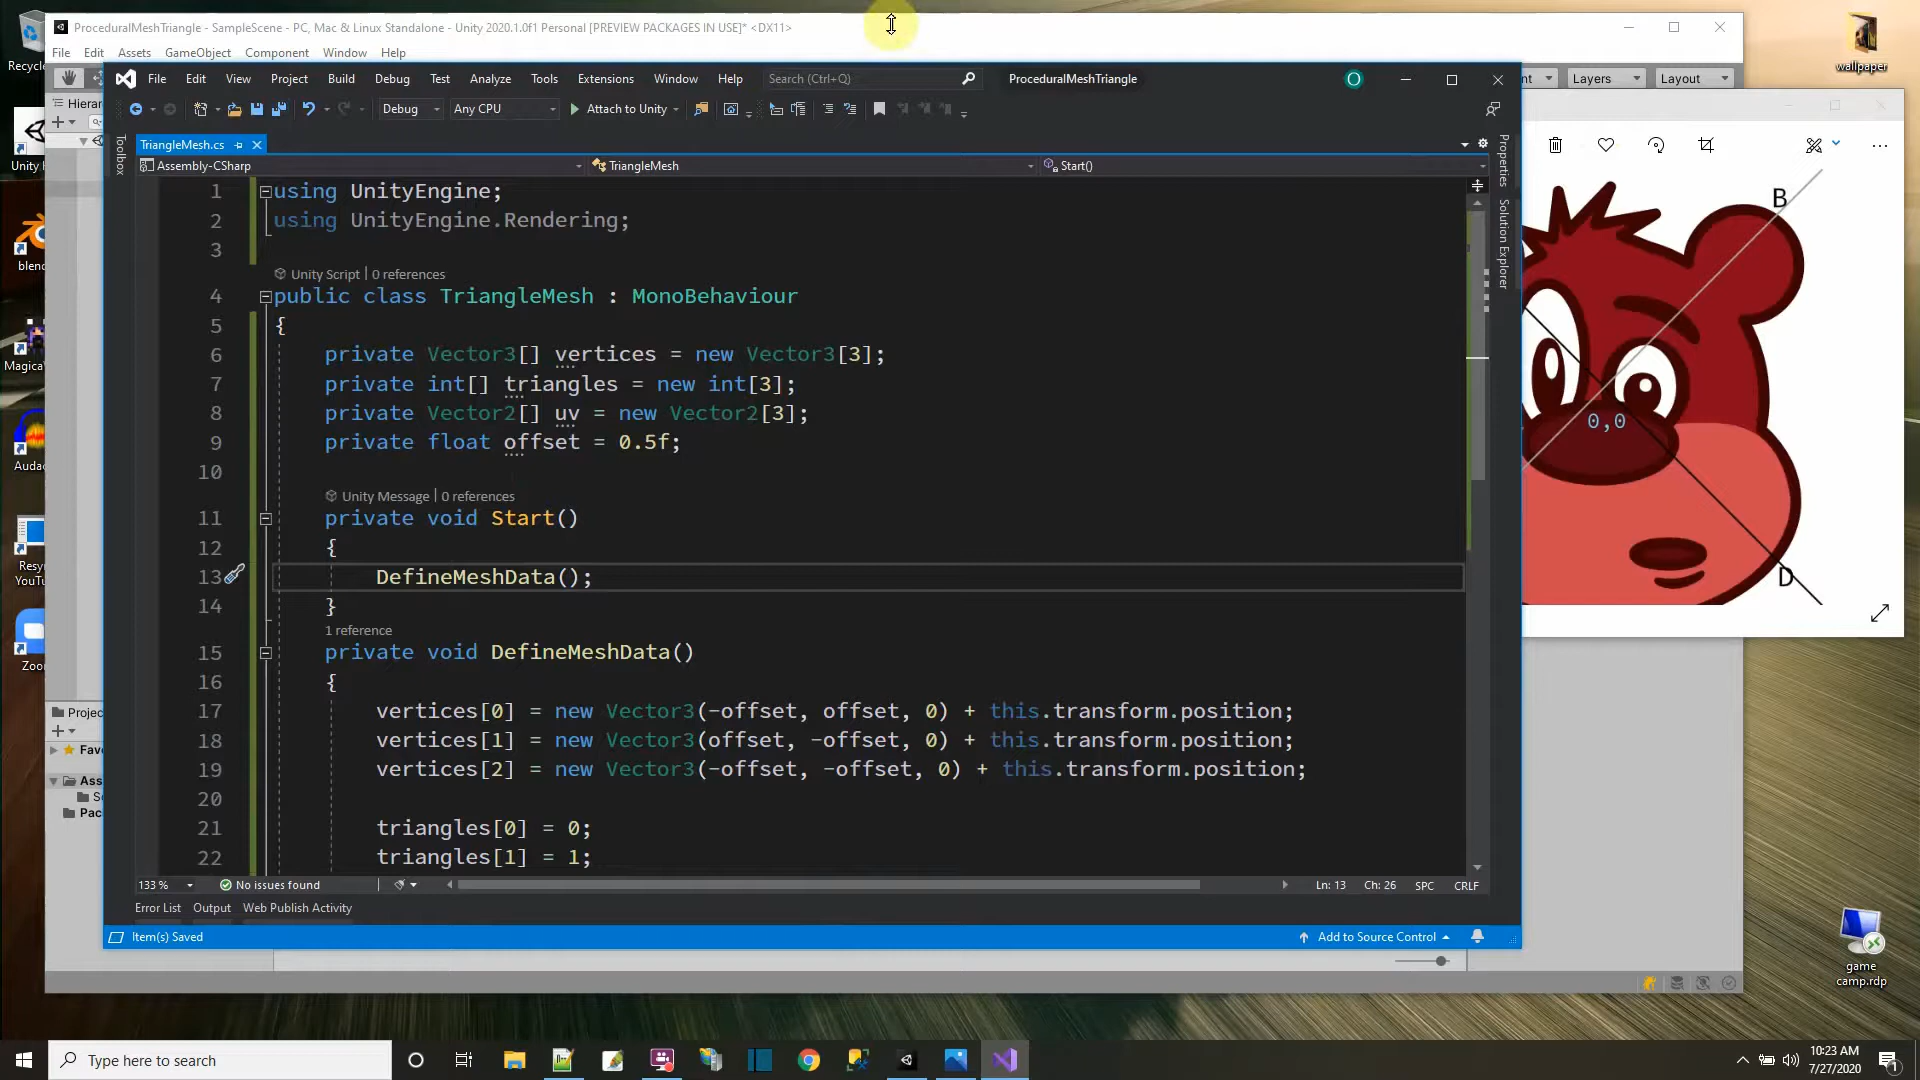 Recycle
ProceduralMeshTriangle - SampleScene - PC, Mac & Linux Standalone - Unity 2020.1.0f1 Personal [PREVIEW PACKAGES IN USE]* <DX11>
File Edit Assets GameObject Component Window Help
wallpaper
Layers Layout
File Edit View Project Build Debug Test Analyze Tools Extensions Window Help Search (Ctrl+Q) ProceduralMeshTriangle
Debug Any CPU Attach to Unity
TriangleMesh.cs
Toolbox
Properties
Solution Explorer
Assembly-CSharp TriangleMesh Start()
1 using UnityEngine;
2 using UnityEngine.Rendering;
3
Unity Script | 0 references
4 public class TriangleMesh : MonoBehaviour
5 {
6 private Vector3[] vertices = new Vector3[3];
7 private int[] triangles = new int[3];
8 private Vector2[] uv = new Vector2[3];
9 private float offset = 0.5f;
10
Unity Message | 0 references
11 private void Start()
12 {
13 DefineMeshData();
14 }
1 reference
15 private void DefineMeshData()
16 {
17 vertices[0] = new Vector3(-offset, offset, 0) + this.transform.position;
18 vertices[1] = new Vector3(offset, -offset, 0) + this.transform.position;
19 vertices[2] = new Vector3(-offset, -offset, 0) + this.transform.position;
20
21 triangles[0] = 0;
22 triangles[1] = 1;
133 % No issues found Ln: 13 Ch: 26 SPC CRLF
Error List Output Web Publish Activity
Item(s) Saved Add to Source Control
B
0,0
D
Hierar
Unity H
blend
Magica
Audac
Resyn
YouTu
Zoo
Projec
Favo
Ass
Pac
game
camp.rdp
Type here to search
10:23 AM
7/27/2020
1